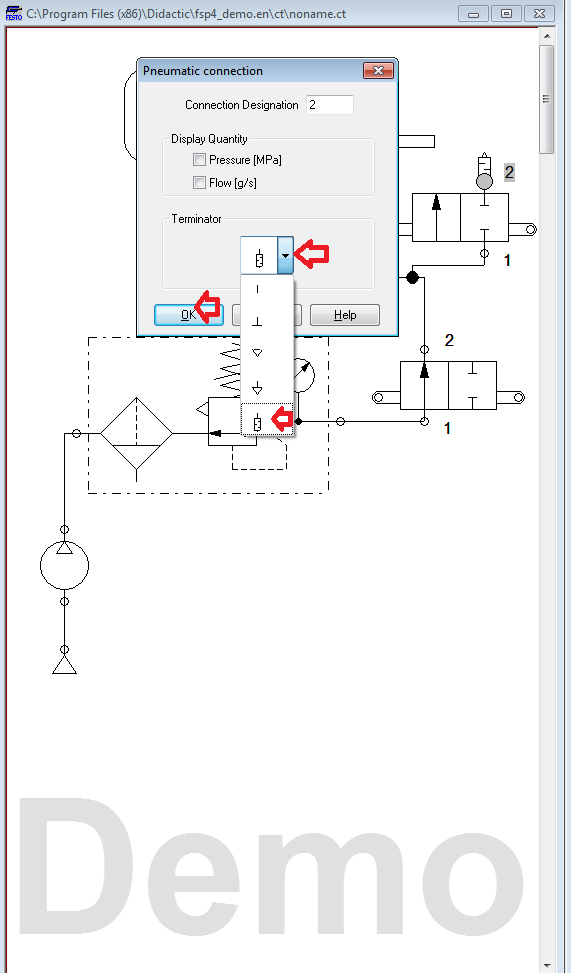 FESTO
C:\Program Files (x86)\Didactic\fsp4_demo.en\ct\noname.ct
Pneumatic connection
Connection Designation 2
Display Quantity
Pressure [MPa]
Flow [g/s]
Terminator
OK
Help
2
1
2
1
Demo